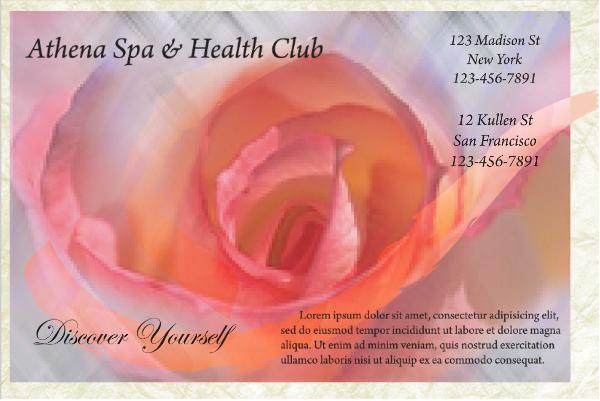 Athena Spa & Health Club
123 Madison St
New York
123-456-7891
12 Kullen St
San Francisco
123-456-7891
Discover Yourself
Lorem ipsum dolor sit amet, consectetur adipisicing elit,
sed do eiusmod tempor incididunt ut labore et dolore magna
aliqua. Ut enim ad minim veniam, quis nostrud exercitation
ullamco laboris nisi ut aliquip ex ea commodo consequat.